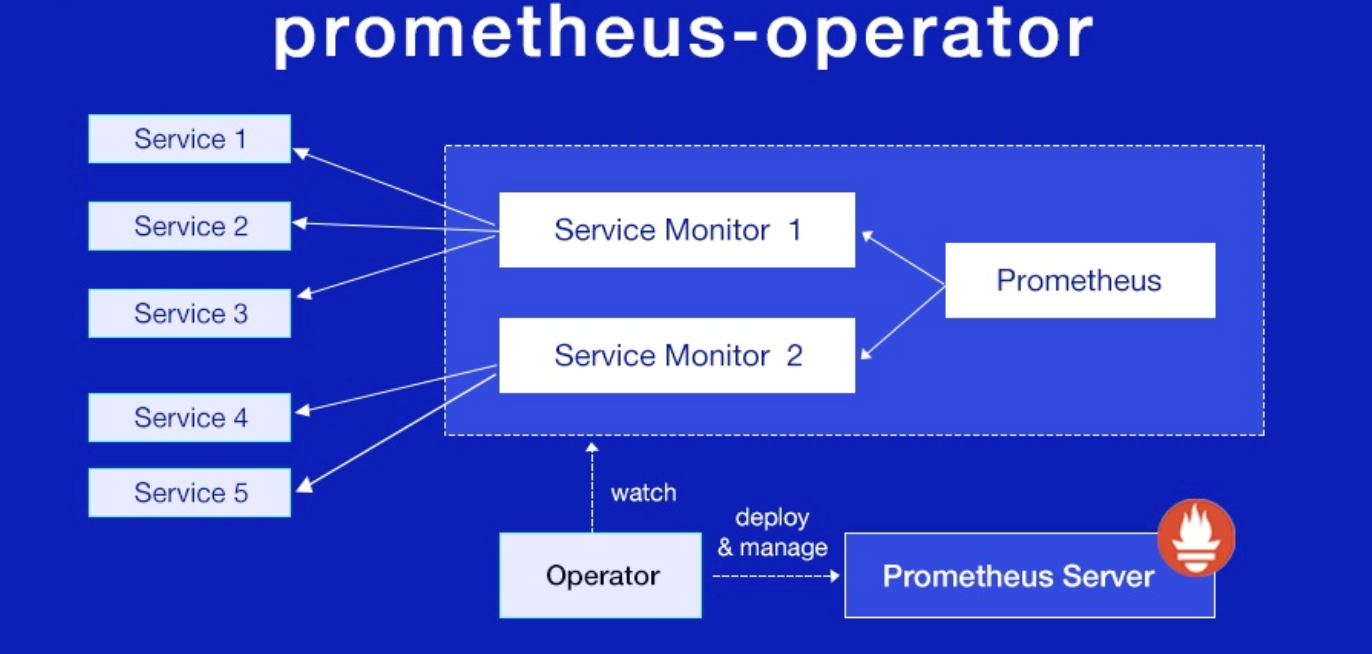 prometheus-operator
Service 1
Service 2
Service 3
Service 4
Service 5
Service Monitor 1
Service Monitor 2
Prometheus
watch
deploy
& manage
Operator
Prometheus Server